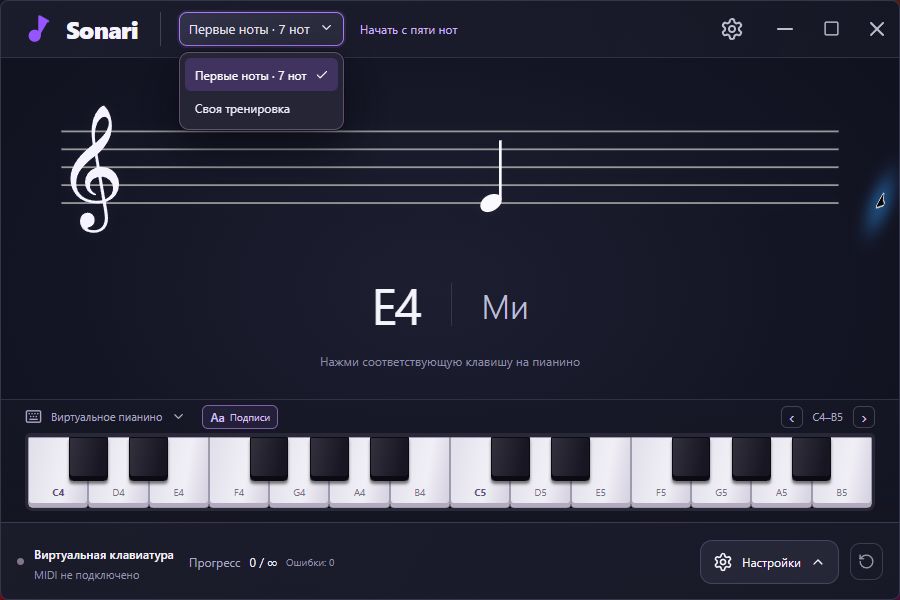 Sonari
Первые ноты · 7 нот
Начать с пяти нот
Первые ноты · 7 нот
Своя тренировка
E4
Ми
Нажми соответствующую клавишу на пианино
Виртуальное пианино
Aa Подписи
C4–B5
C4 D4 E4 F4 G4 A4 B4 C5 D5 E5 F5 G5 A5 B5
Виртуальная клавиатура
MIDI не подключено
Прогресс 0 / ∞ Ошибки: 0
Настройки